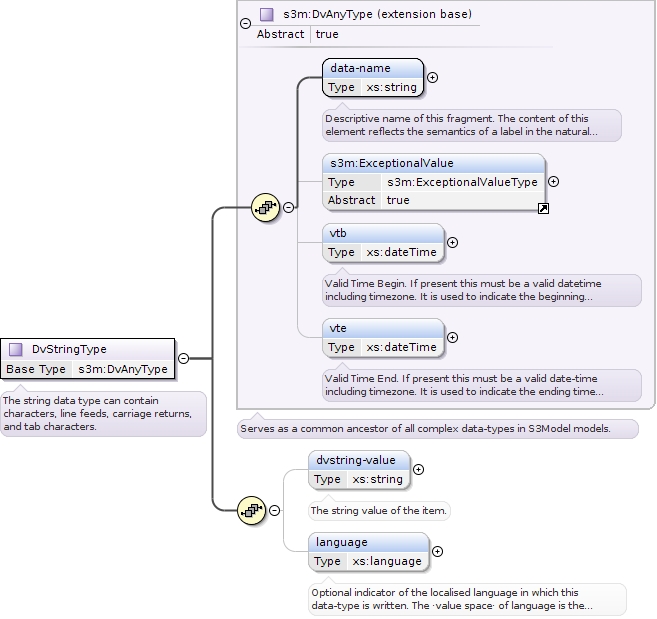 s3m:DvAnyType (extension base)
Abstract true
data-name
Type xs:string
Descriptive name of this fragment. The content of this
element reflects the semantics of a label in the natural...
s3m:ExceptionalValue
Type s3m:ExceptionalValueType
Abstract true
vtb
Type xs:dateTime
Valid Time Begin. If present this must be a valid datetime
including timezone. It is used to indicate the beginning...
vte
Type xs:dateTime
Valid Time End. If present this must be a valid date-time
including timezone. It is used to indicate the ending time...
DvStringType
Base Type s3m:DvAnyType
The string data type can contain
characters, line feeds, carriage returns,
and tab characters.
Serves as a common ancestor of all complex data-types in S3Model models.
dvstring-value
Type xs:string
The string value of the item.
language
Type xs:language
Optional indicator of the localised language in which this
data-type is written. The ·value space· of language is the...